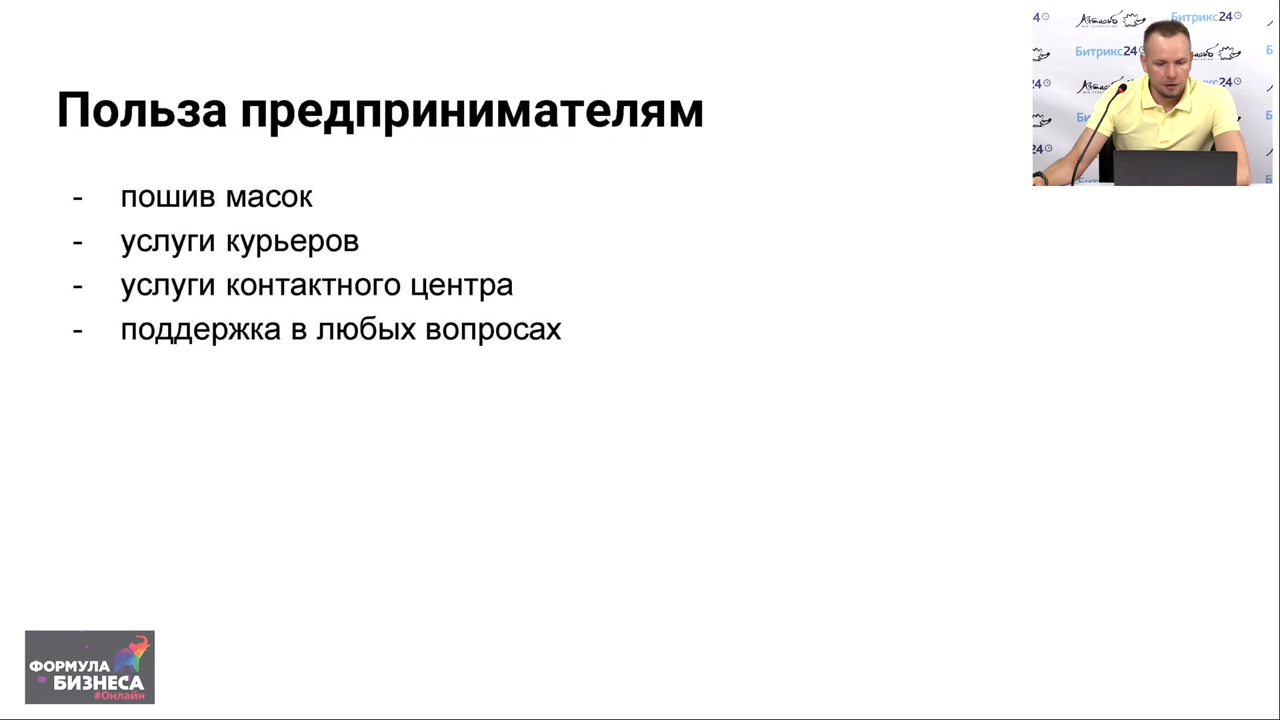 Польза предпринимателям
- пошив масок
- услуги курьеров
- услуги контактного центра
- поддержка в любых вопросах
Битрикс24
Битрикс24
ФОРМУЛА
БИЗНЕСА
#Онлайн